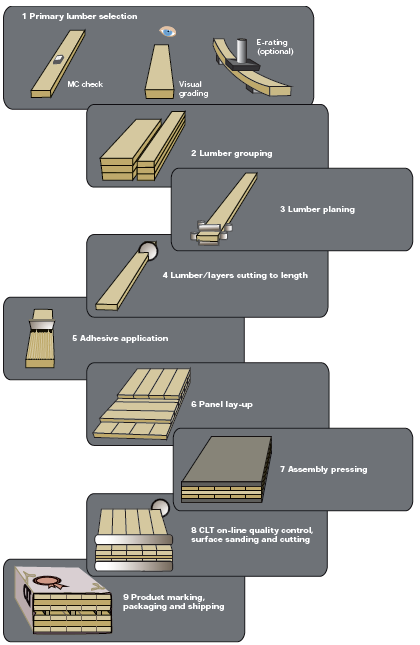 1 Primary lumber selection
MC check
Visual
grading
E-rating
(optional)
2 Lumber grouping
3 Lumber planing
4 Lumber/layers cutting to length
5 Adhesive application
6 Panel lay-up
7 Assembly pressing
8 CLT on-line quality control,
surface sanding and cutting
9 Product marking,
packaging and shipping